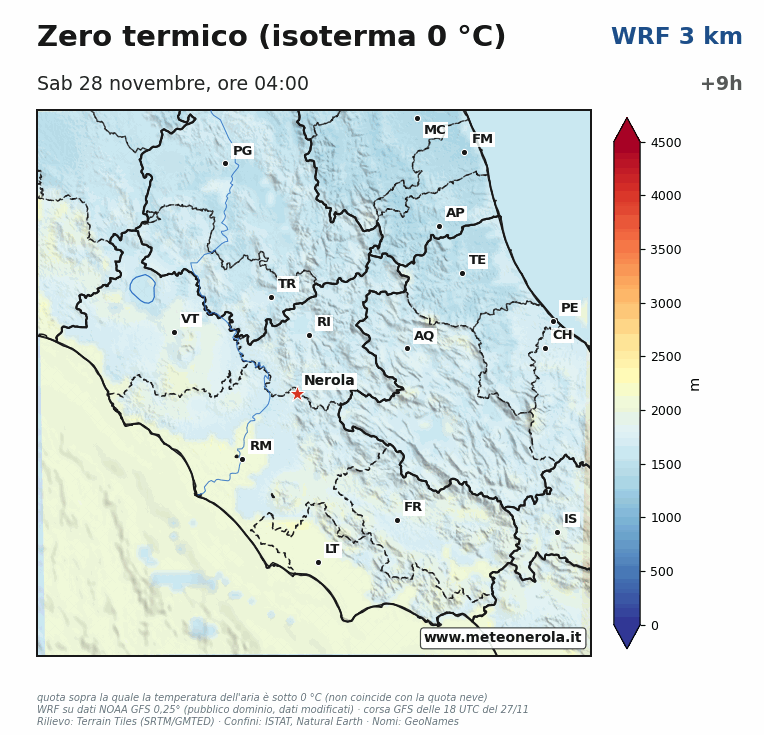 Zero termico (isoterma 0 °C)
WRF 3 km
Sab 28 novembre, ore 04:00
+9h
MC
FM
PG
AP
TE
TR
PE
VT
RI
CH
AQ
Nerola
RM
FR
IS
LT
www.meteonerola.it
4500
4000
3500
3000
2500
2000
1500
1000
500
0
m
quota sopra la quale la temperatura dell'aria è sotto 0 °C (non coincide con la quota neve)
WRF su dati NOAA GFS 0,25° (pubblico dominio, dati modificati) · corsa GFS delle 18 UTC del 27/11
Rilievo: Terrain Tiles (SRTM/GMTED) · Confini: ISTAT, Natural Earth · Nomi: GeoNames